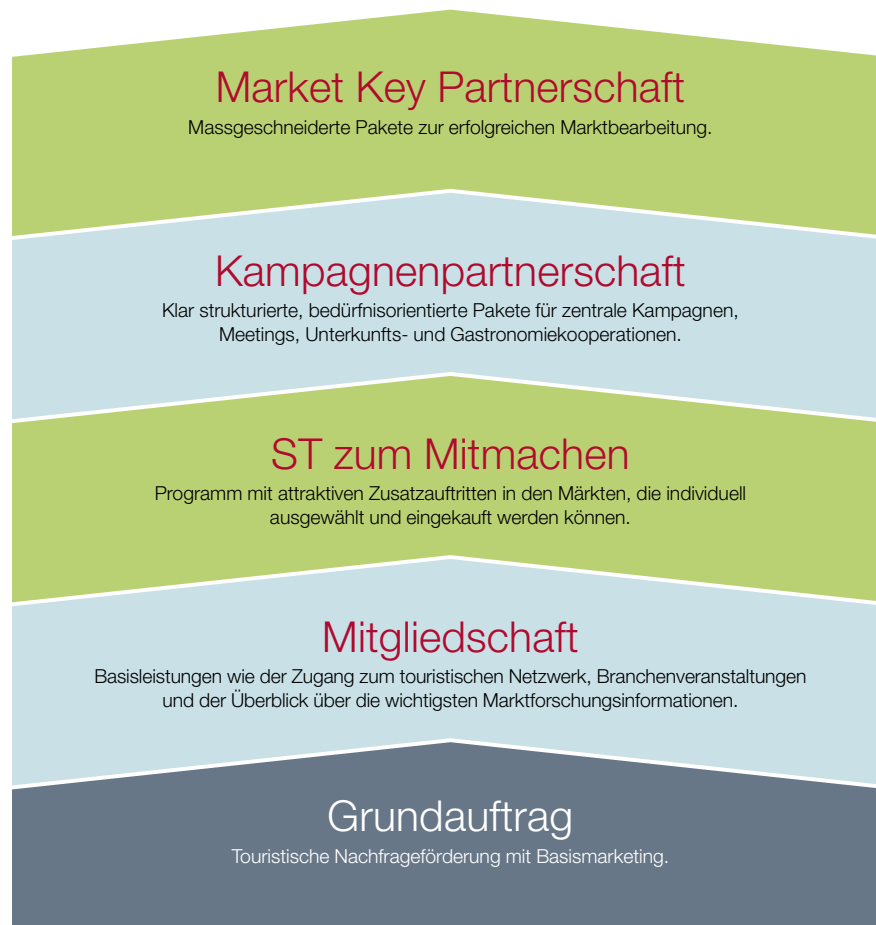 Market Key Partnerschaft
Massgeschneiderte Pakete zur erfolgreichen Marktbearbeitung.
Kampagnenpartnerschaft
Klar strukturierte, bedürfnisorientierte Pakete für zentrale Kampagnen,
Meetings, Unterkunfts- und Gastronomiekooperationen.
ST zum Mitmachen
Programm mit attraktiven Zusatzauftritten in den Märkten, die individuell
ausgewählt und eingekauft werden können.
Mitgliedschaft
Basisleistungen wie der Zugang zum touristischen Netzwerk, Branchenveranstaltungen
und der Überblick über die wichtigsten Marktforschungsinformationen.
Grundauftrag
Touristische Nachfrageförderung mit Basismarketing.